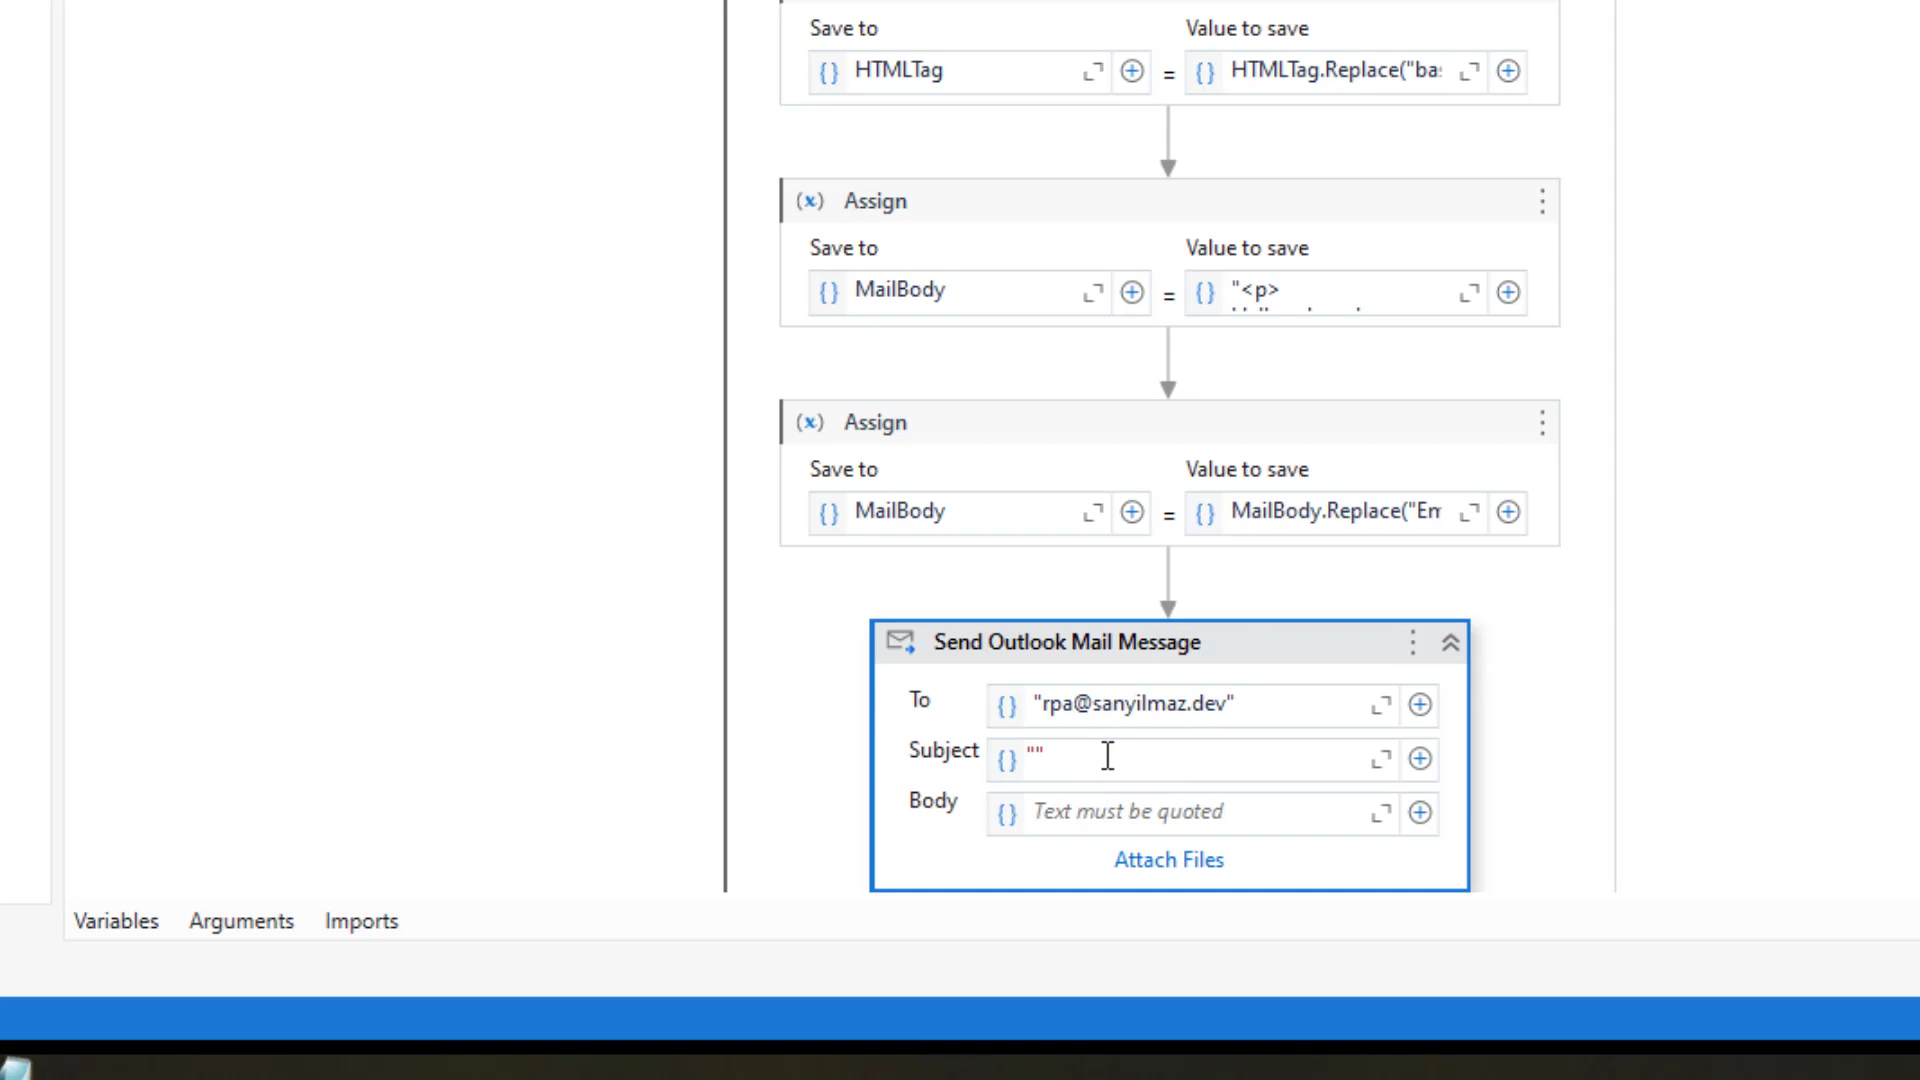 Save to
Value to save
{} HTMLTag
=
{} HTMLTag.Replace("ba
(x) Assign
Save to
Value to save
{} MailBody
=
{} "<p>
(x) Assign
Save to
Value to save
{} MailBody
=
{} MailBody.Replace("Em
Send Outlook Mail Message
To
{} "rpa@sanyilmaz.dev"
Subject
{} ""
Body
{} Text must be quoted
Attach Files
Variables
Arguments
Imports